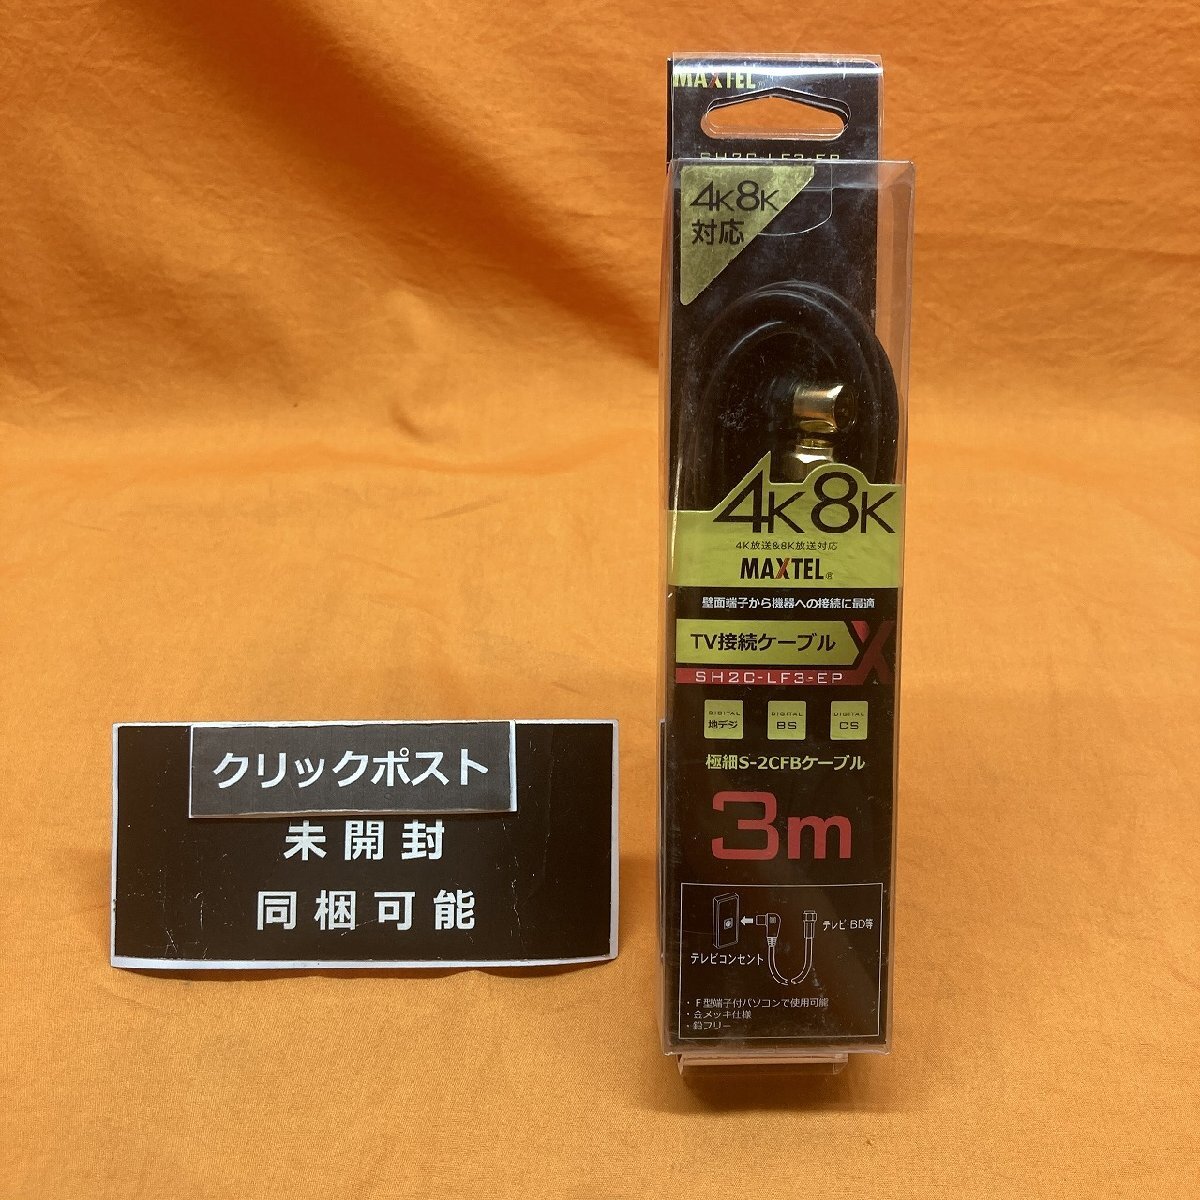 MAXTEL
SH2C-LF3-EP
4K8K
対応
4K 8K
4K放送&8K放送対応
MAXTEL®
壁面端子から機器への接続に最適
TV接続ケーブル X
SH2C-LF3-EP
DIGITAL 地デジ
DIGITAL BS
DIGITAL CS
極細S-2CFBケーブル
3m
テレビ BD等
テレビコンセント
・F型端子付パソコンで使用可能
・金メッキ仕様
・鉛フリー
クリックポスト
未開封
同梱可能